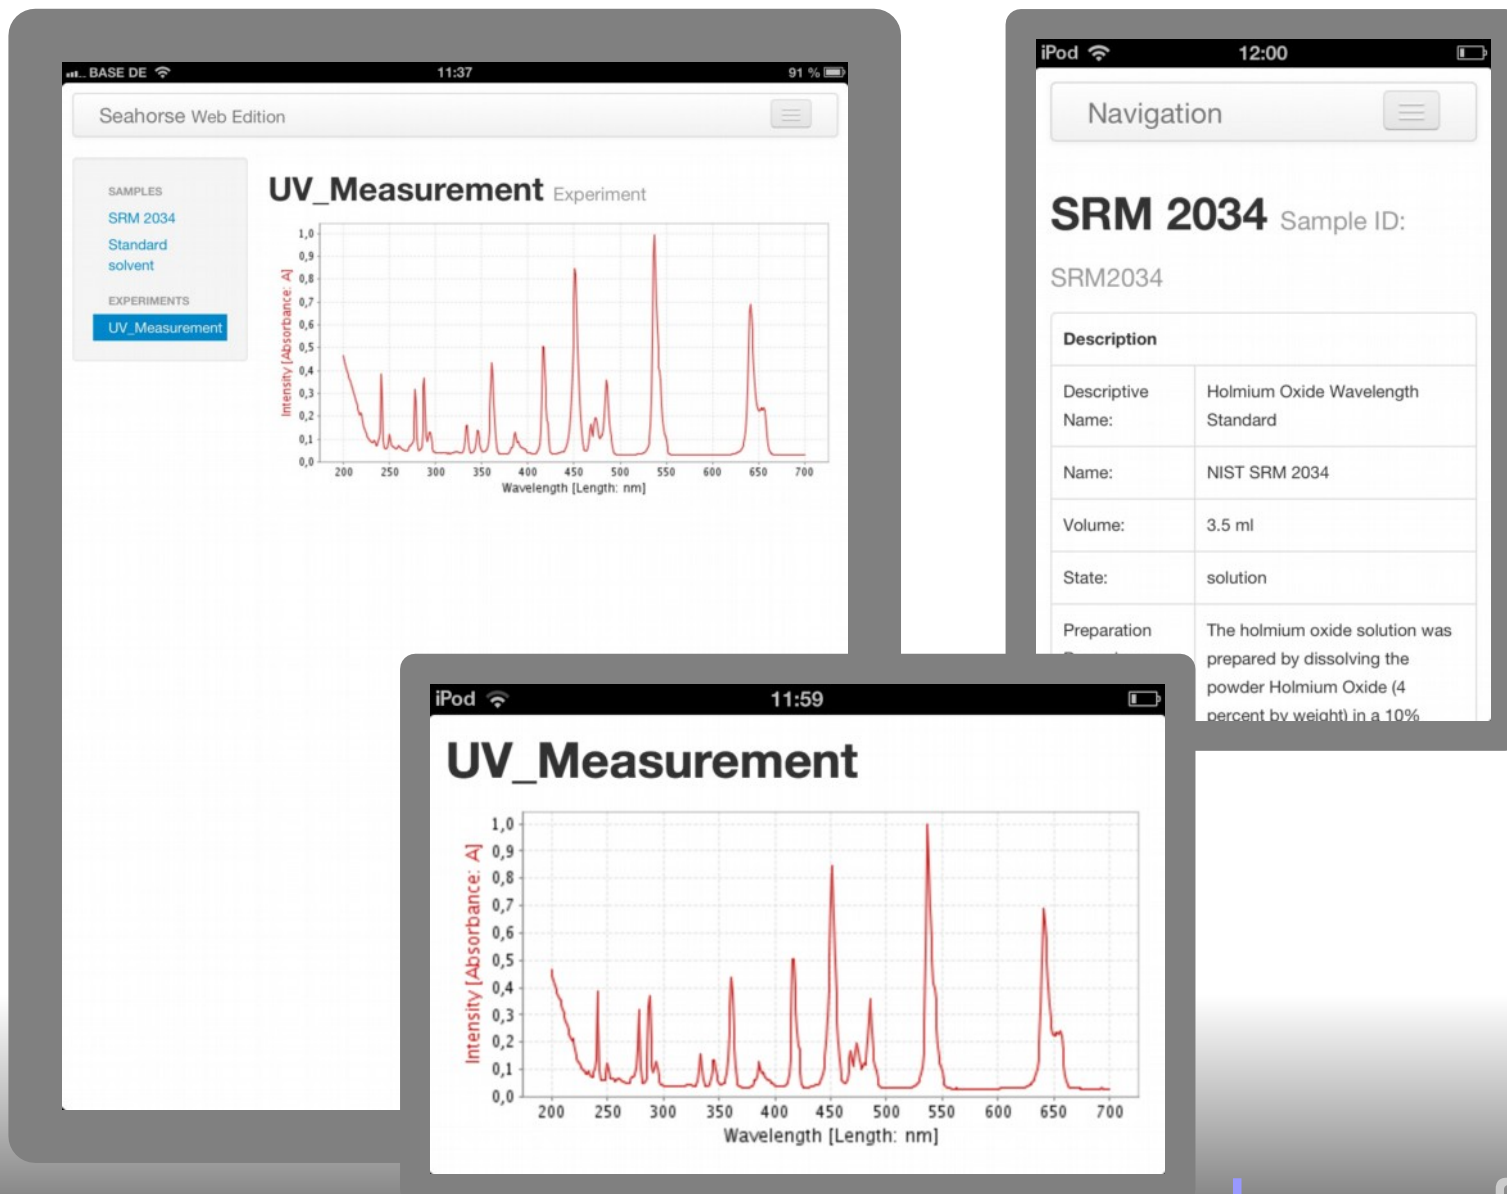 BASE DE 11:37 91 %
Seahorse Web Edition
SAMPLES
SRM 2034
Standard
solvent
EXPERIMENTS
UV_Measurement
UV_Measurement Experiment
1,0
0,9
0,8
0,7
0,6
0,5
0,4
0,3
0,2
0,1
0,0
Intensity [Absorbance: A]
200 250 300 350 400 450 500 550 600 650 700
Wavelength [Length: nm]
iPod 12:00
Navigation
SRM 2034 Sample ID:
SRM2034
Description
Descriptive Holmium Oxide Wavelength
Name: Standard
Name: NIST SRM 2034
Volume: 3.5 ml
State: solution
Preparation The holmium oxide solution was
prepared by dissolving the
powder Holmium Oxide (4
percent by weight) in a 10%
iPod 11:59
UV_Measurement
1,0
0,9
0,8
0,7
0,6
0,5
0,4
0,3
0,2
0,1
0,0
Intensity [Absorbance: A]
200 250 300 350 400 450 500 550 600 650 700
Wavelength [Length: nm]